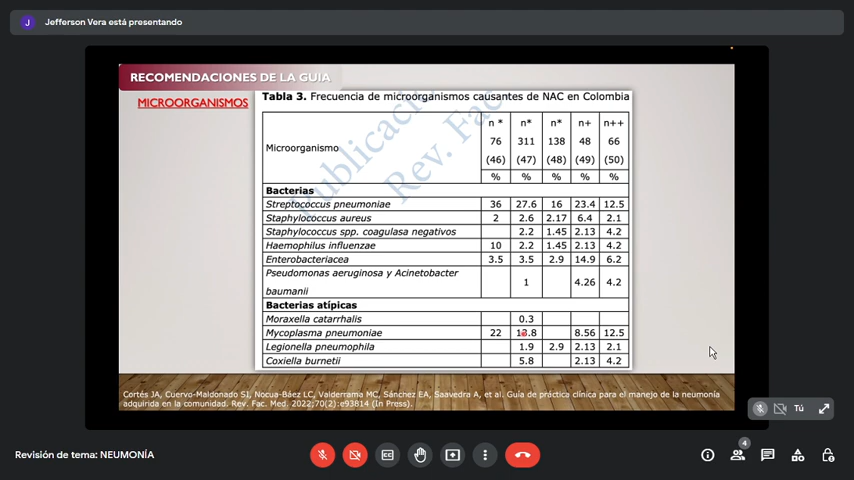 J Jefferson Vera está presentando
RECOMENDACIONES DE LA GUIA
MICROORGANISMOS
Tabla 3. Frecuencia de microorganismos causantes de NAC en Colombia
Microorganismo
n * n* n* n+ n++
76 311 138 48 66
(46) (47) (48) (49) (50)
% % % % %
Bacterias
Streptococcus pneumoniae 36 27.6 16 23.4 12.5
Staphylococcus aureus 2 2.6 2.17 6.4 2.1
Staphylococcus spp. coagulasa negativos 2.2 1.45 2.13 4.2
Haemophilus influenzae 10 2.2 1.45 2.13 4.2
Enterobacteriacea 3.5 3.5 2.9 14.9 6.2
Pseudomonas aeruginosa y Acinetobacter
baumanii 1 4.26 4.2
Bacterias atípicas
Moraxella catarrhalis 0.3
Mycoplasma pneumoniae 22 13.8 8.56 12.5
Legionella pneumophila 1.9 2.9 2.13 2.1
Coxiella burnetii 5.8 2.13 4.2
Publicaci
Rev. Fac
Cortés JA, Cuervo-Maldonado SI, Nocua-Báez LC, Valderrama MC, Sánchez EA, Saavedra A, et al. Guía de práctica clínica para el manejo de la neumonía
adquirida en la comunidad. Rev. Fac. Med. 2022;70(2):e93814 (In Press).
Tú
Revisión de tema: NEUMONÍA
CC
4